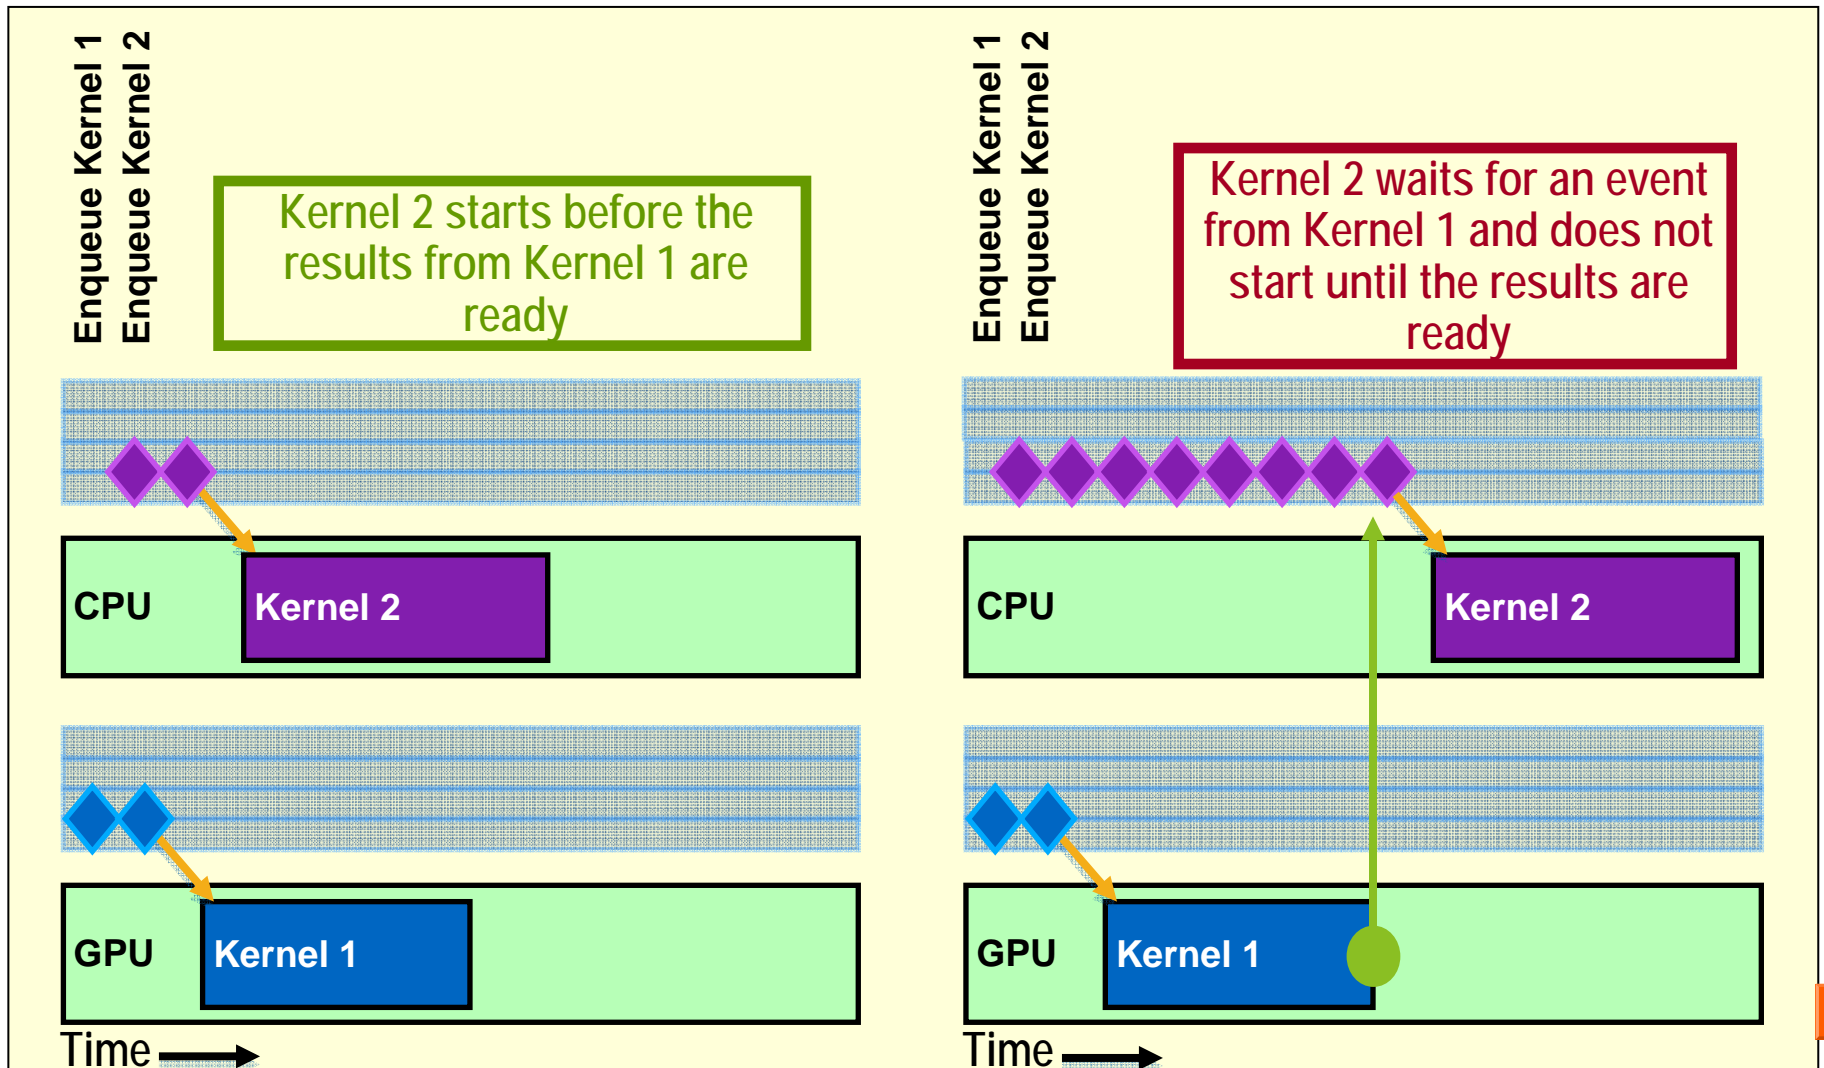 Enqueue Kernel 1
Enqueue Kernel 2
Kernel 2 starts before the
results from Kernel 1 are
ready
CPU
Kernel 2
GPU
Kernel 1
Time
Enqueue Kernel 1
Enqueue Kernel 2
Kernel 2 waits for an event
from Kernel 1 and does not
start until the results are
ready
CPU
Kernel 2
GPU
Kernel 1
Time